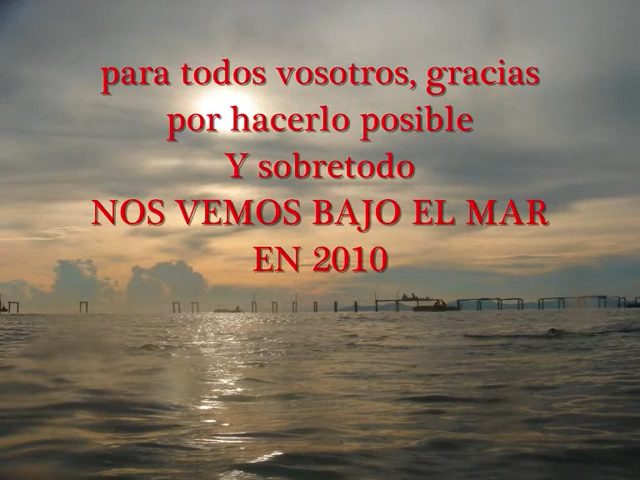 para todos vosotros, gracias
por hacerlo posible
Y sobretodo
NOS VEMOS BAJO EL MAR
EN 2010